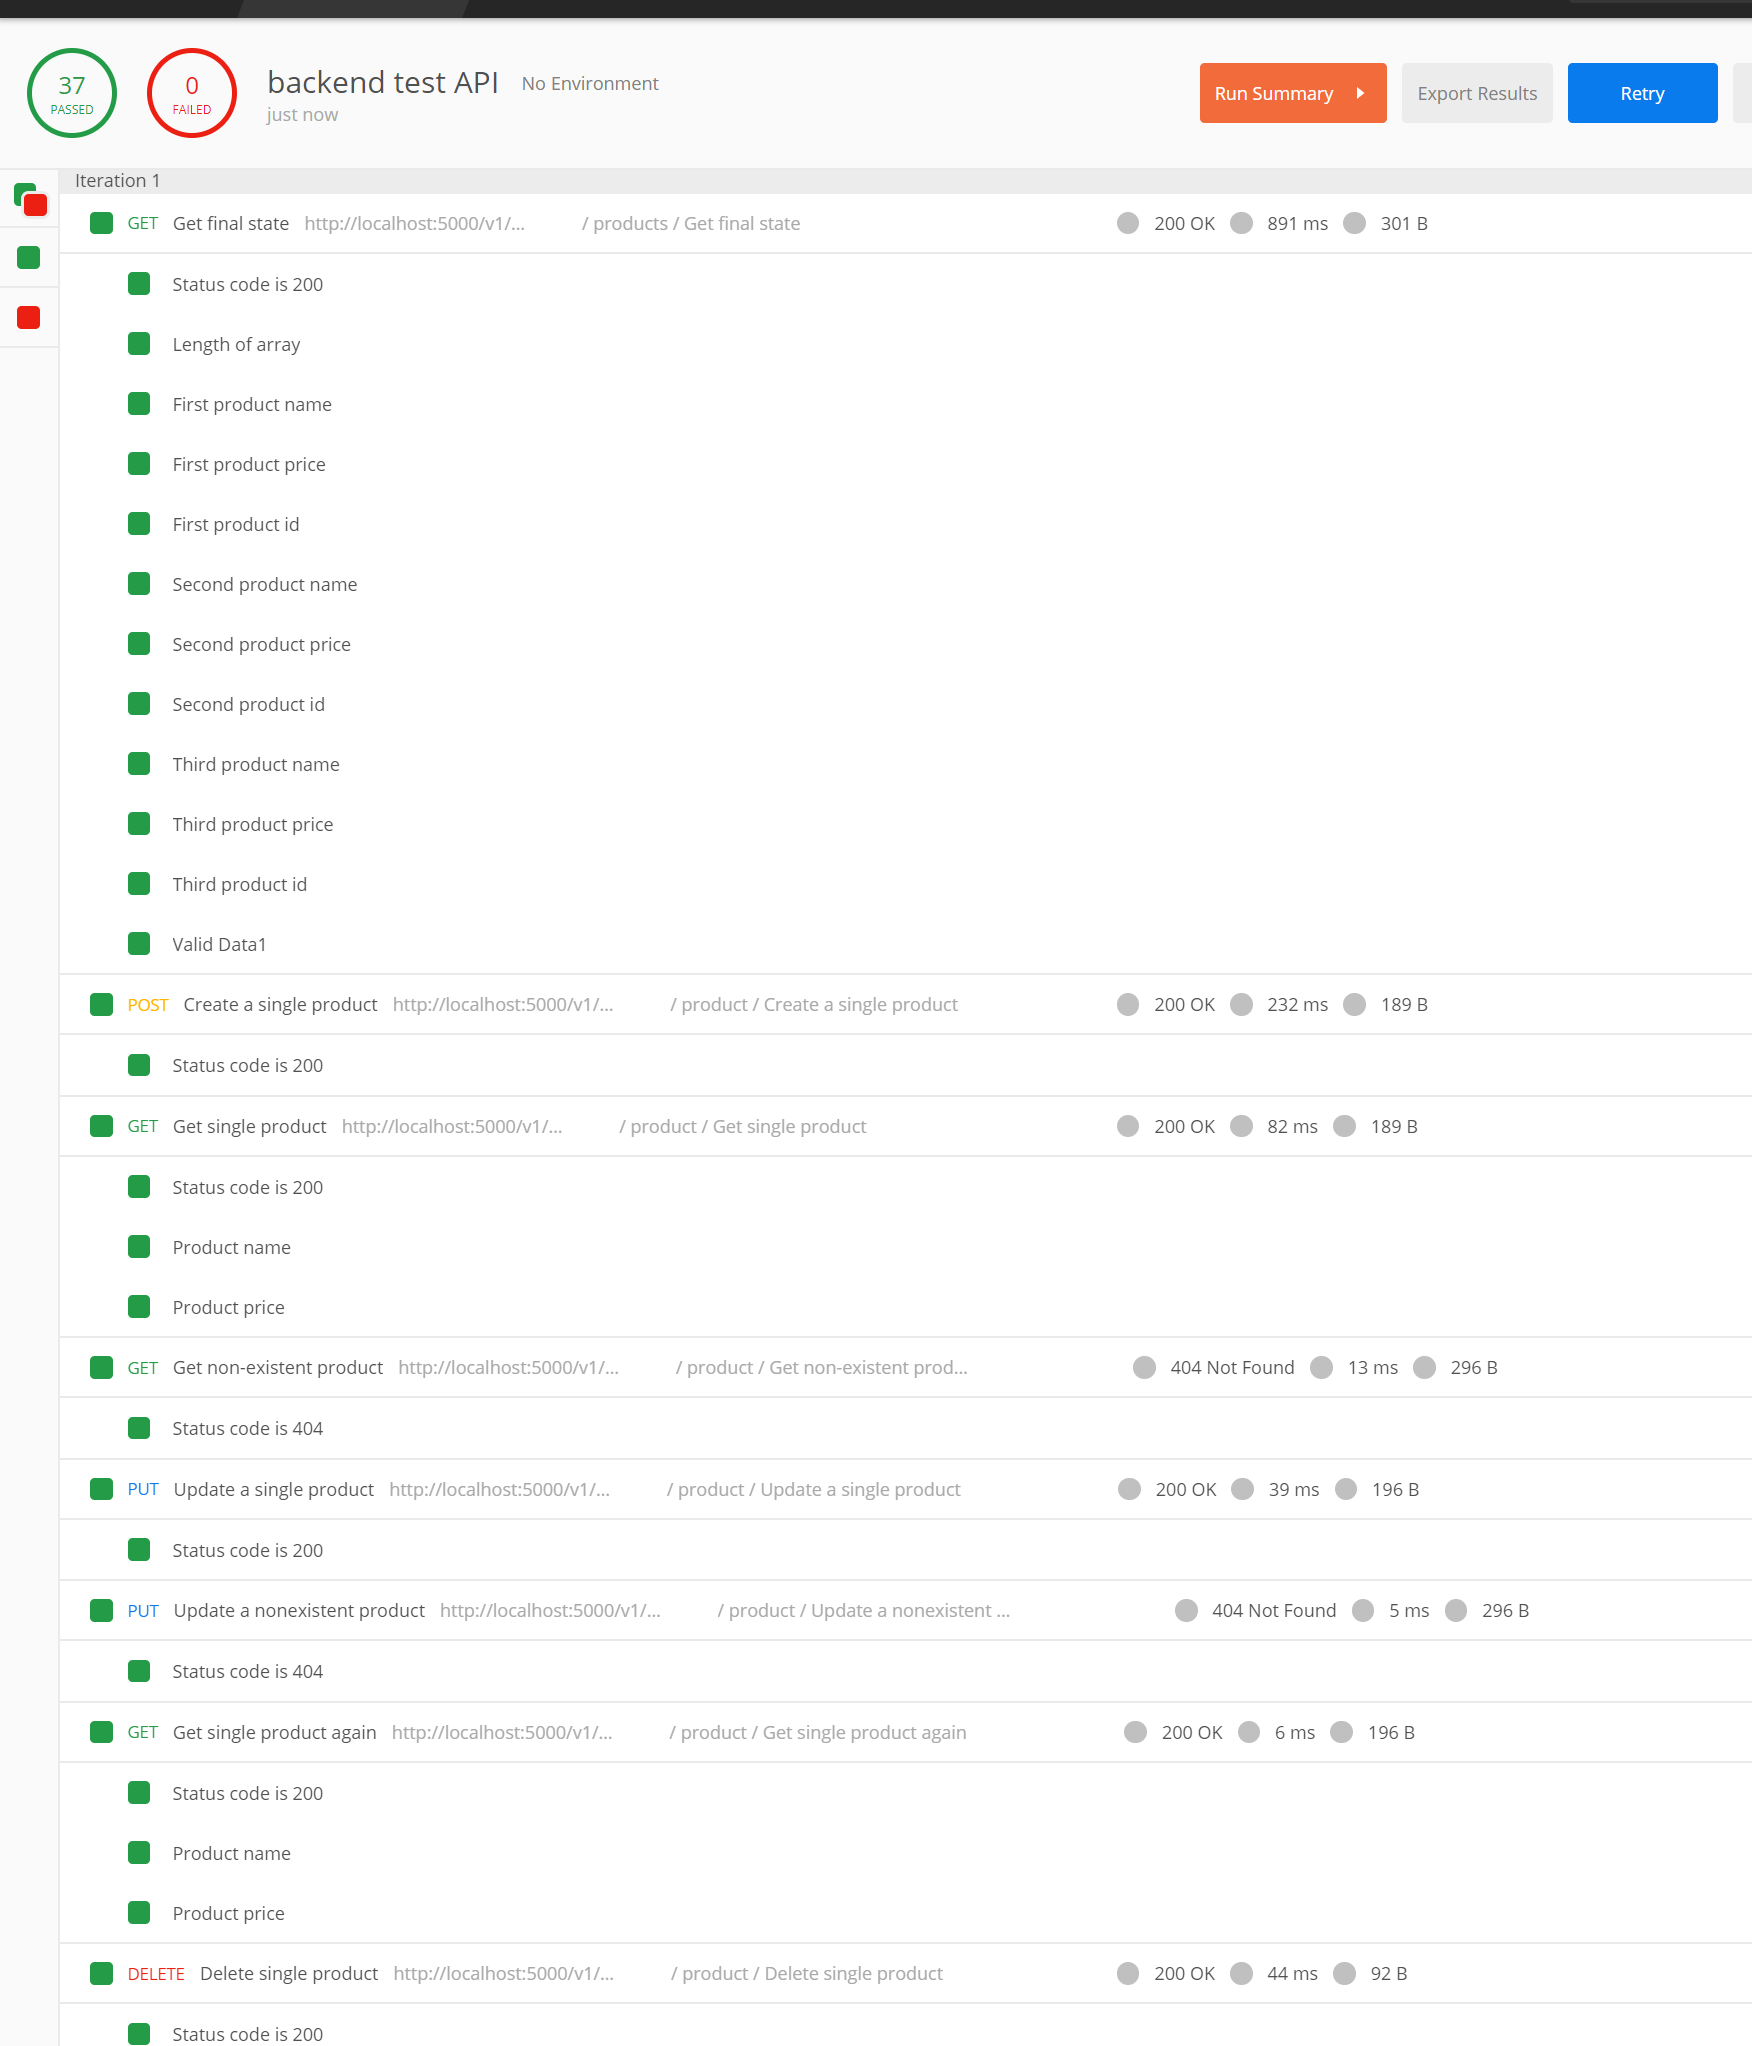 37
PASSED
0
FAILED
backend test API No Environment
just now
Run Summary Export Results Retry
Iteration 1
GET Get final state http://localhost:5000/v1/... / products / Get final state 200 OK 891 ms 301 B
Status code is 200
Length of array
First product name
First product price
First product id
Second product name
Second product price
Second product id
Third product name
Third product price
Third product id
Valid Data1
POST Create a single product http://localhost:5000/v1/... / product / Create a single product 200 OK 232 ms 189 B
Status code is 200
GET Get single product http://localhost:5000/v1/... / product / Get single product 200 OK 82 ms 189 B
Status code is 200
Product name
Product price
GET Get non-existent product http://localhost:5000/v1/... / product / Get non-existent prod... 404 Not Found 13 ms 296 B
Status code is 404
PUT Update a single product http://localhost:5000/v1/... / product / Update a single product 200 OK 39 ms 196 B
Status code is 200
PUT Update a nonexistent product http://localhost:5000/v1/... / product / Update a nonexistent ... 404 Not Found 5 ms 296 B
Status code is 404
GET Get single product again http://localhost:5000/v1/... / product / Get single product again 200 OK 6 ms 196 B
Status code is 200
Product name
Product price
DELETE Delete single product http://localhost:5000/v1/... / product / Delete single product 200 OK 44 ms 92 B
Status code is 200